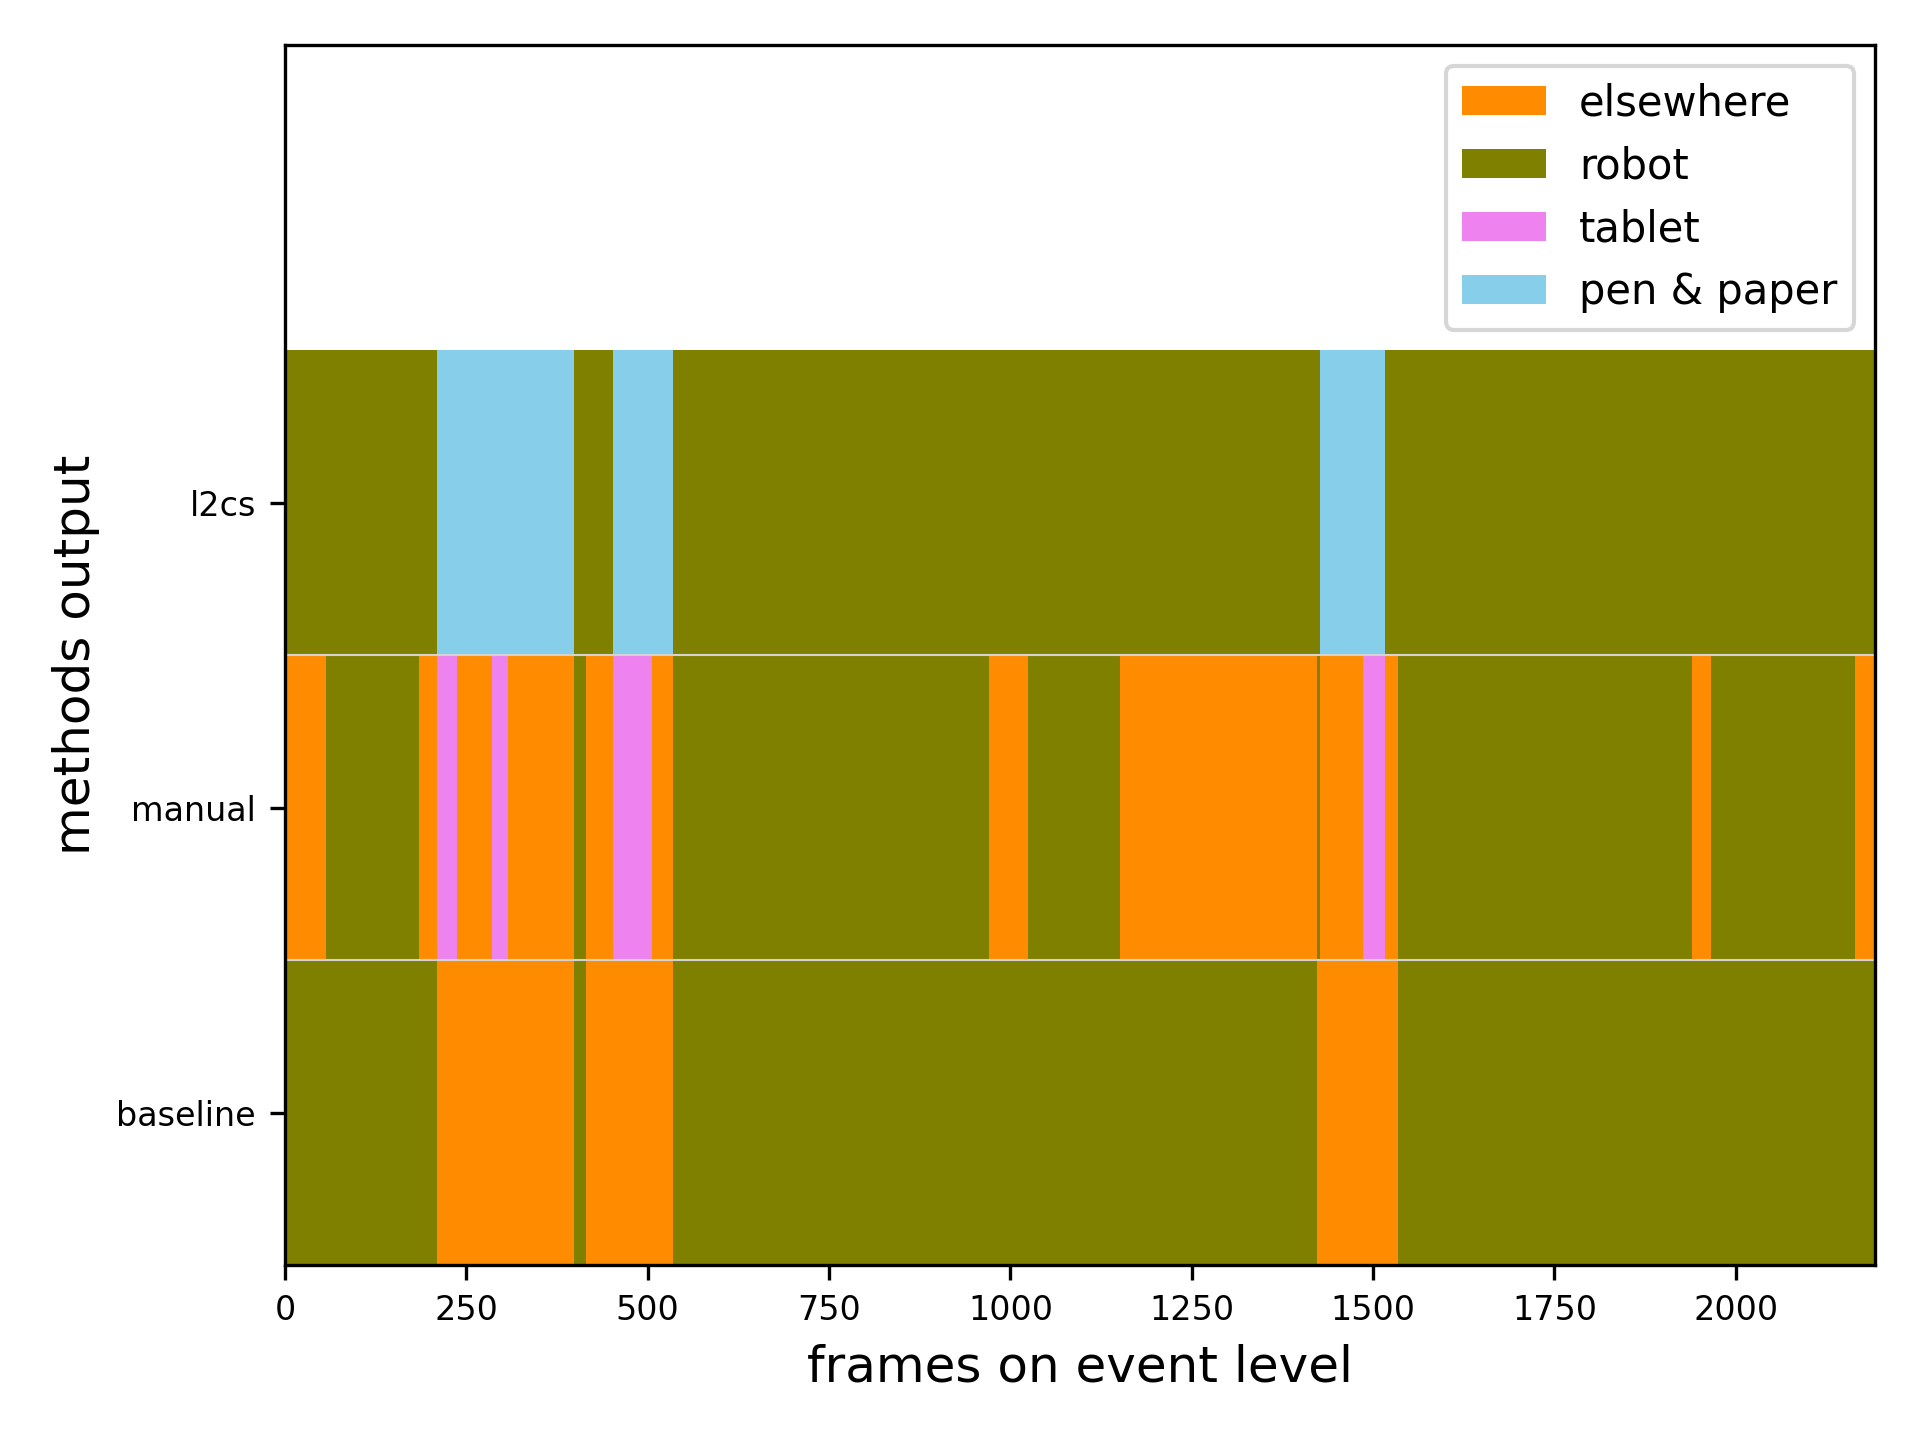 elsewhere
robot
tablet
pen & paper
methods output
l2cs
manual
baseline
0 250 500 750 1000 1250 1500 1750 2000
frames on event level